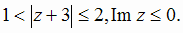 1 < |z + 3| ≤ 2, Im z ≤ 0.